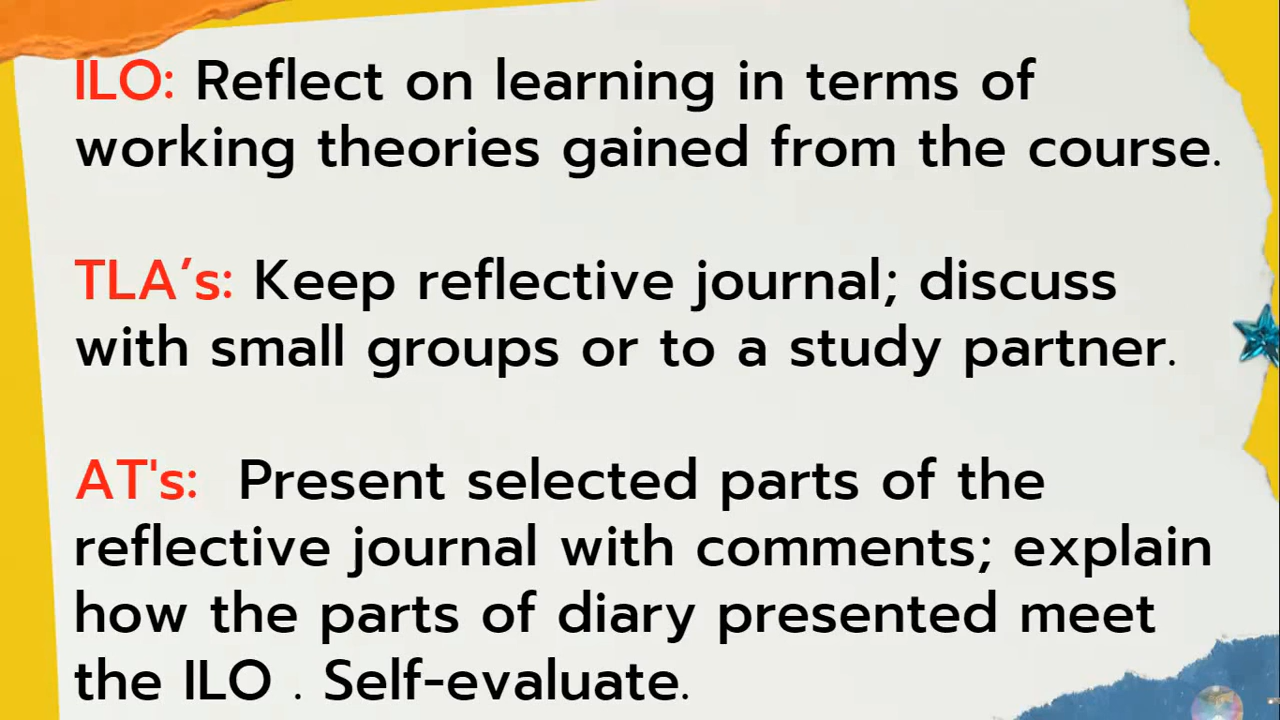 ILO: Reflect on learning in terms of
working theories gained from the course.
TLA’s: Keep reflective journal; discuss
with small groups or to a study partner.
AT's: Present selected parts of the
reflective journal with comments; explain
how the parts of diary presented meet
the ILO . Self-evaluate.